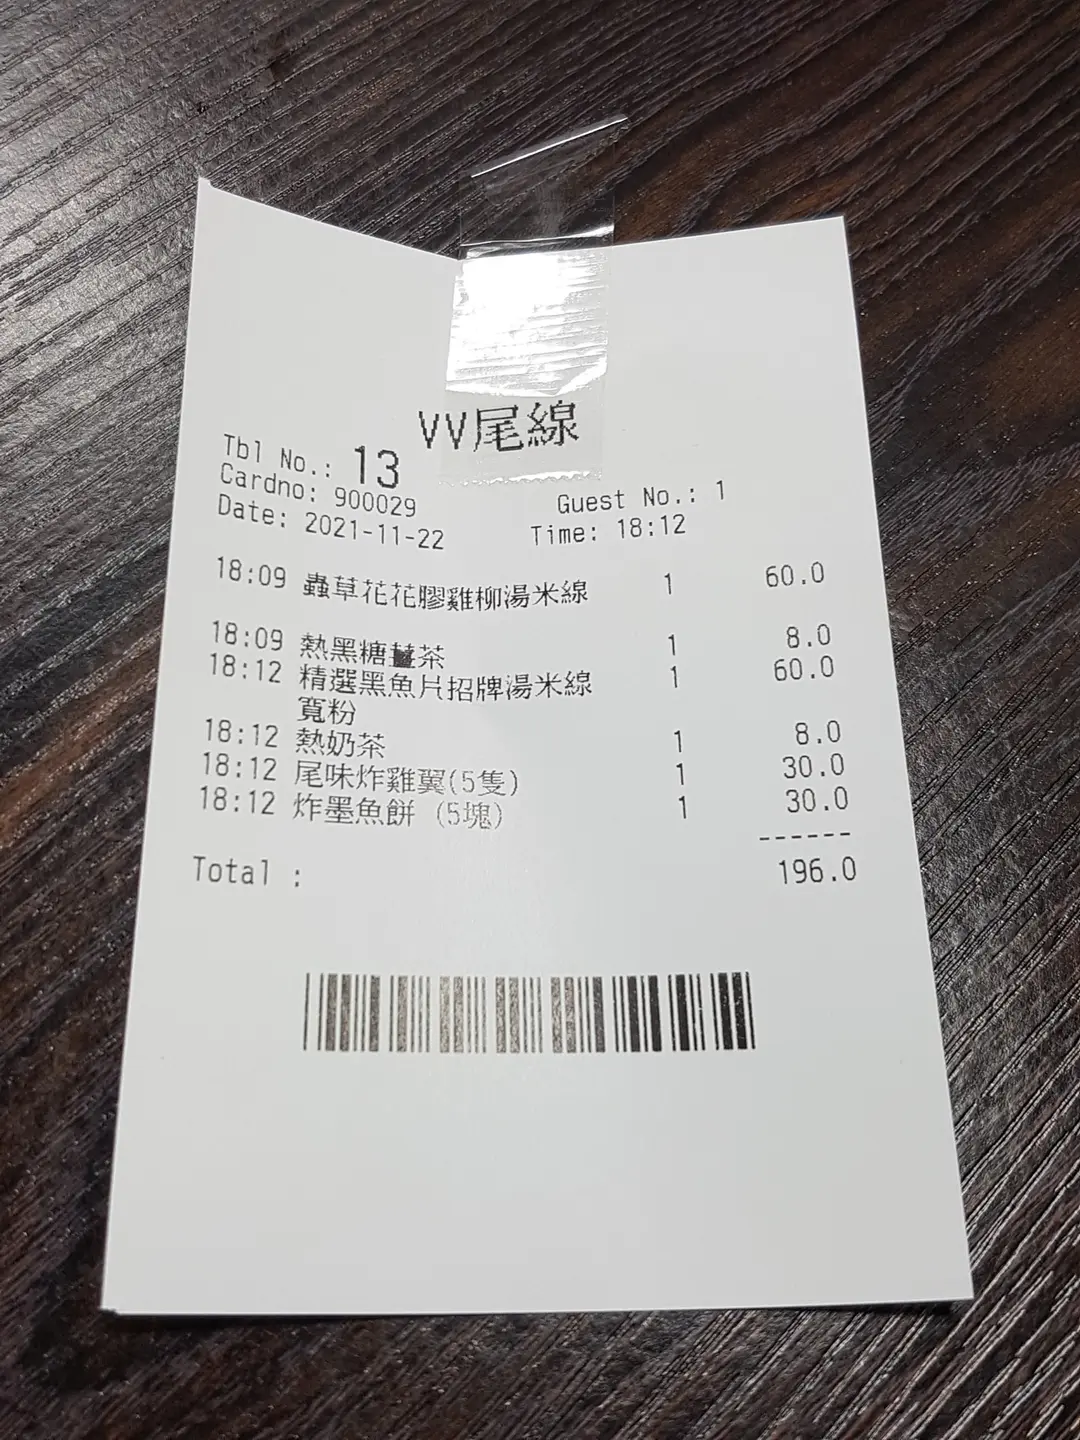 VV尾線
Tbl No.: 13
Cardno: 900029 Guest No.: 1
Date: 2021-11-22 Time: 18:12
18:09 蟲草花花膠雞柳湯米線 1 60.0
18:09 熱黑糖薑茶 1 8.0
18:12 精選黑魚片招牌湯米線 1 60.0
寬粉
18:12 熱奶茶 1 8.0
18:12 尾味炸雞翼(5隻) 1 30.0
18:12 炸墨魚餅 (5塊) 1 30.0
------
Total : 196.0